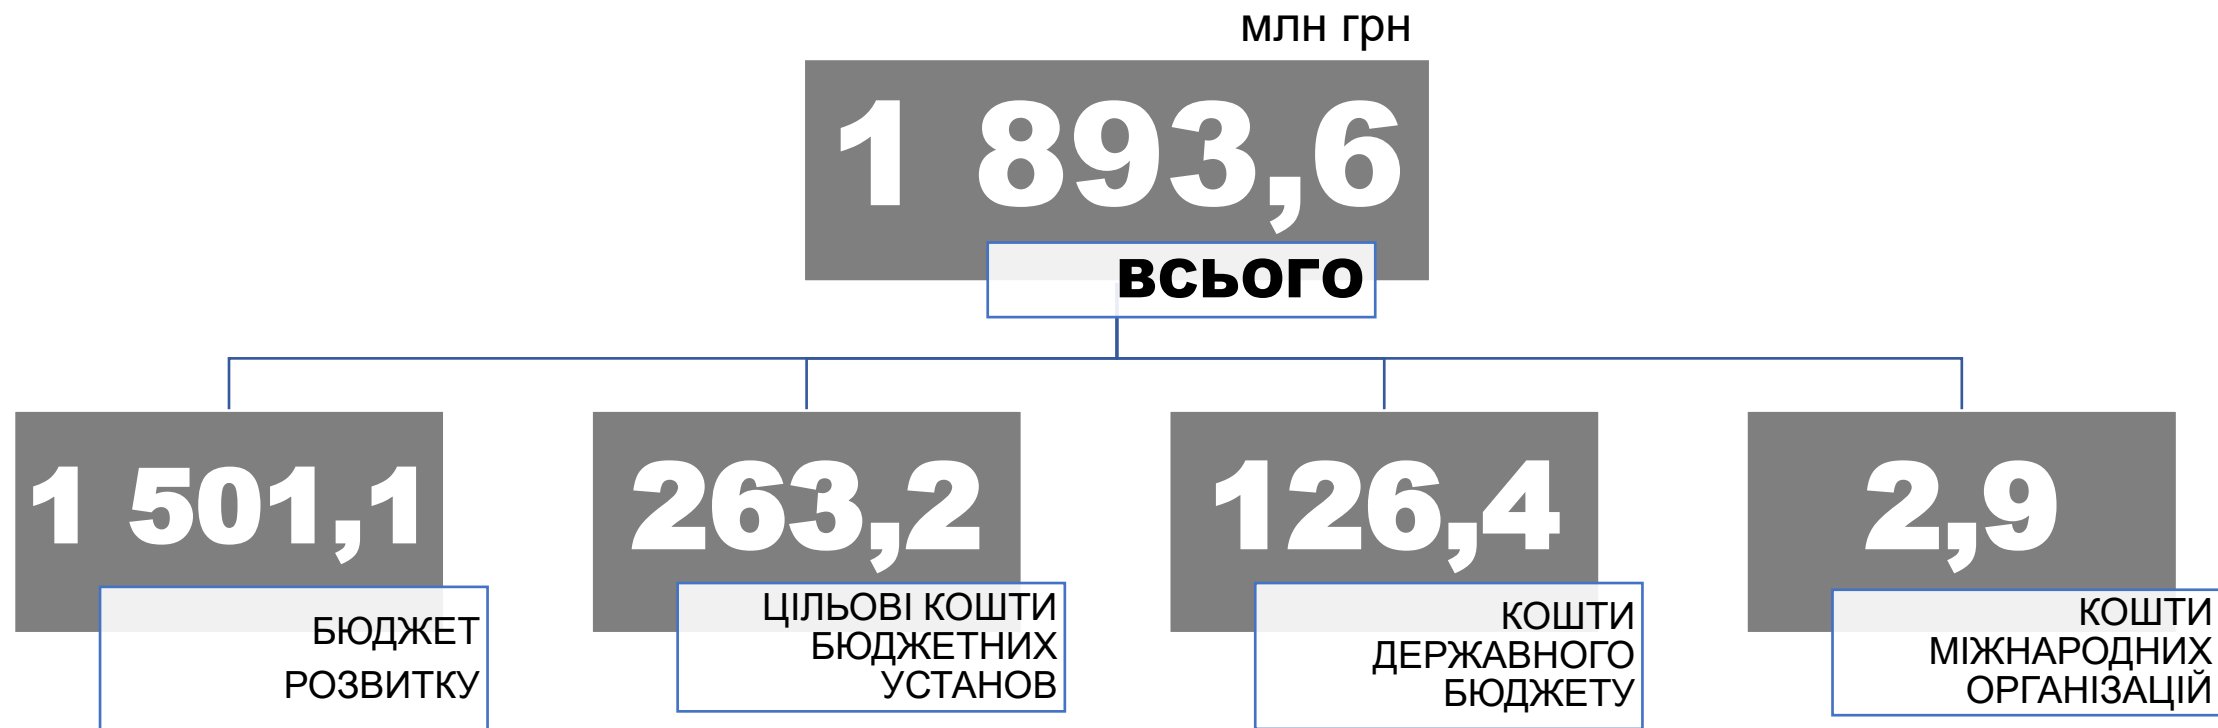 млн грн
1 893,6
всього
1 501,1
БЮДЖЕТ
РОЗВИТКУ
263,2
ЦІЛЬОВІ КОШТИ
БЮДЖЕТНИХ
УСТАНОВ
126,4
КОШТИ
ДЕРЖАВНОГО
БЮДЖЕТУ
2,9
КОШТИ
МІЖНАРОДНИХ
ОРГАНІЗАЦІЙ